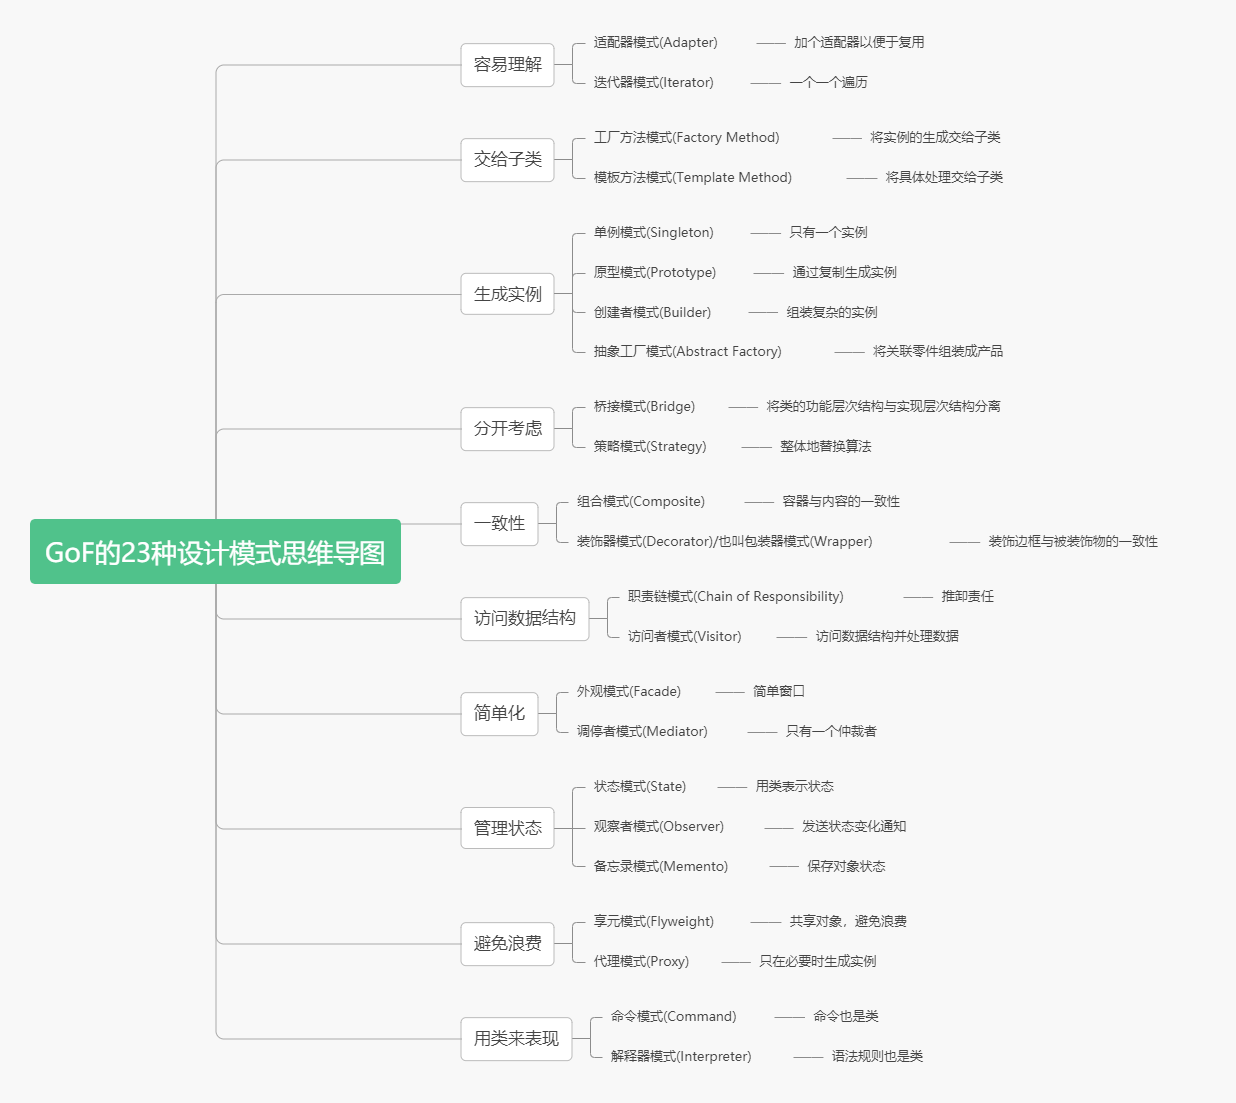 GoF的23种设计模式思维导图
容易理解
适配器模式(Adapter) —— 加个适配器以便于复用
迭代器模式(Iterator) —— 一个一个遍历
交给子类
工厂方法模式(Factory Method) —— 将实例的生成交给子类
模板方法模式(Template Method) —— 将具体处理交给子类
生成实例
单例模式(Singleton) —— 只有一个实例
原型模式(Prototype) —— 通过复制生成实例
创建者模式(Builder) —— 组装复杂的实例
抽象工厂模式(Abstract Factory) —— 将关联零件组装成产品
分开考虑
桥接模式(Bridge) —— 将类的功能层次结构与实现层次结构分离
策略模式(Strategy) —— 整体地替换算法
一致性
组合模式(Composite) —— 容器与内容的一致性
装饰器模式(Decorator)/也叫包装器模式(Wrapper) —— 装饰边框与被装饰物的一致性
访问数据结构
职责链模式(Chain of Responsibility) —— 推卸责任
访问者模式(Visitor) —— 访问数据结构并处理数据
简单化
外观模式(Facade) —— 简单窗口
调停者模式(Mediator) —— 只有一个仲裁者
管理状态
状态模式(State) —— 用类表示状态
观察者模式(Observer) —— 发送状态变化通知
备忘录模式(Memento) —— 保存对象状态
避免浪费
享元模式(Flyweight) —— 共享对象，避免浪费
代理模式(Proxy) —— 只在必要时生成实例
用类来表现
命令模式(Command) —— 命令也是类
解释器模式(Interpreter) —— 语法规则也是类